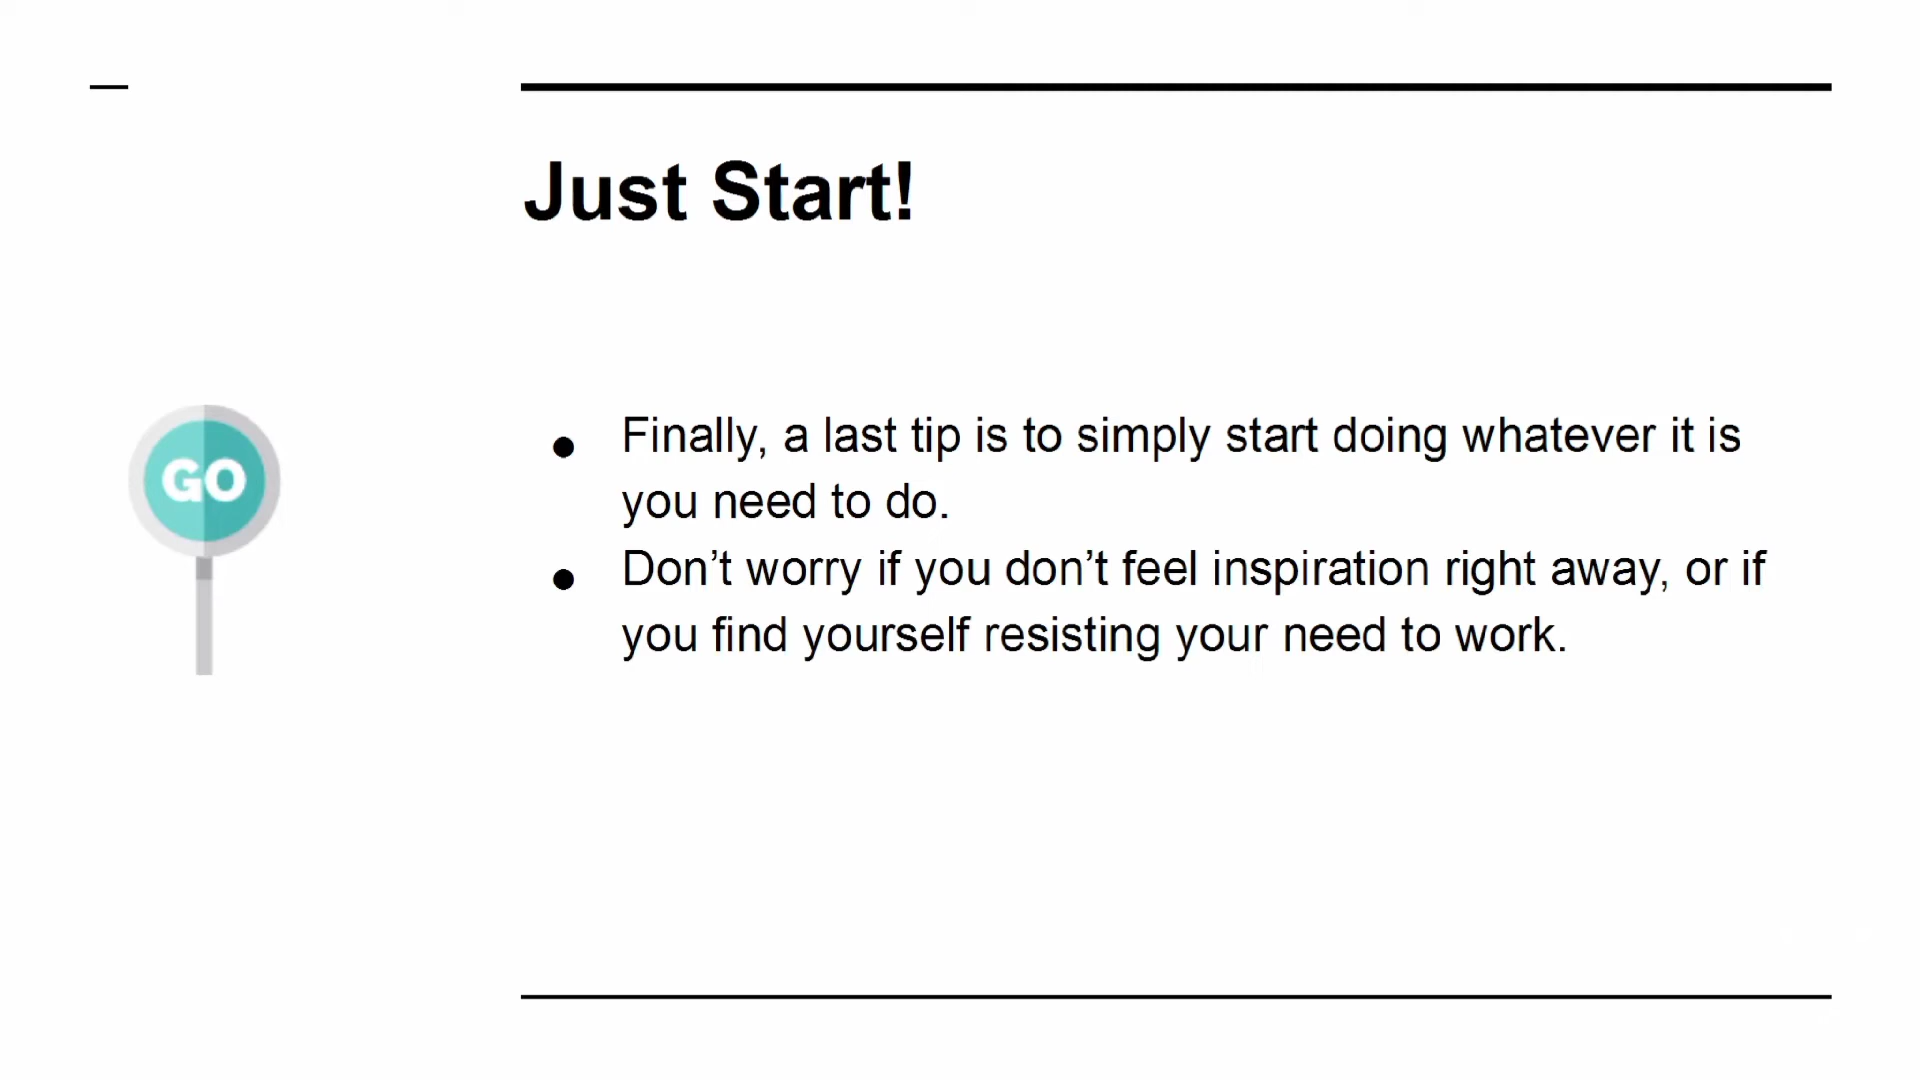 Just Start!
GO
● Finally, a last tip is to simply start doing whatever it is
you need to do.
● Don’t worry if you don’t feel inspiration right away, or if
you find yourself resisting your need to work.